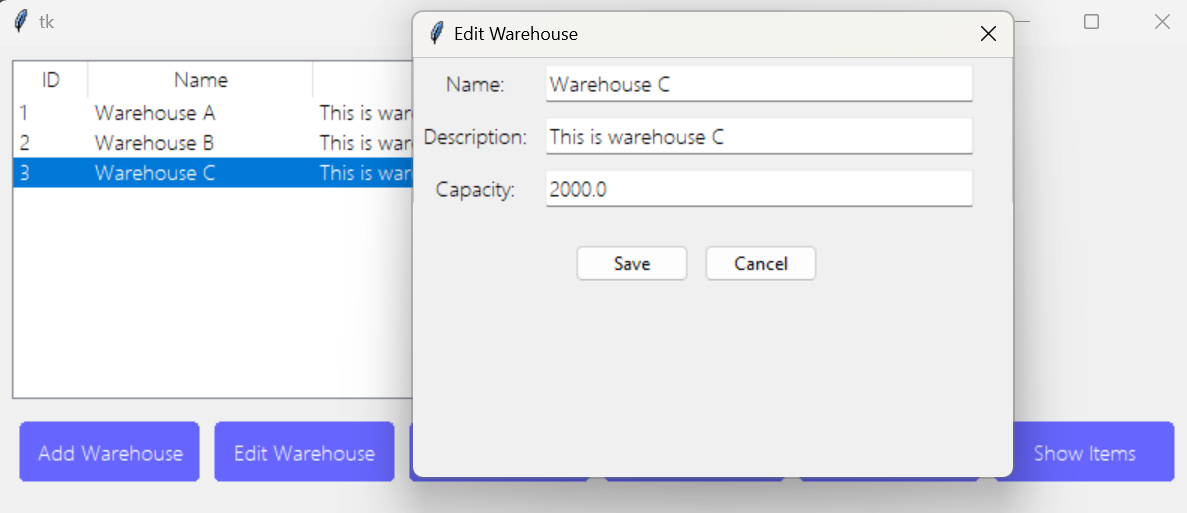 tk
Edit Warehouse
ID Name
1 Warehouse A This is war
2 Warehouse B This is war
3 Warehouse C This is war
Name: Warehouse C
Description: This is warehouse C
Capacity: 2000.0
Save Cancel
Add Warehouse Edit Warehouse Show Items